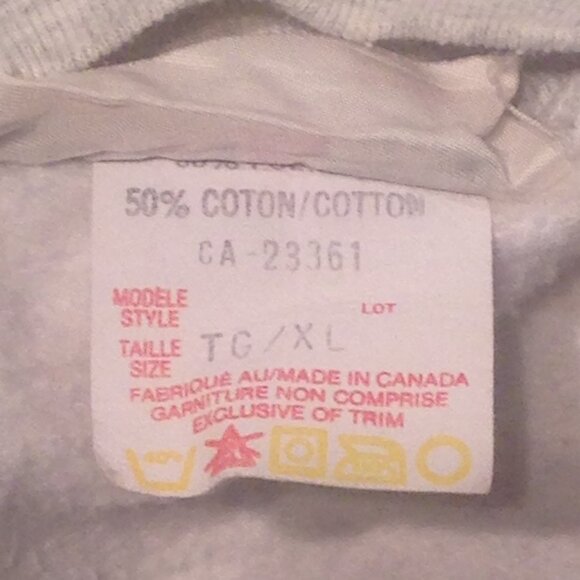 50% COTON/COTTON
CA-23361
MODÈLE
STYLE
LOT
TAILLE
SIZE
TG/XL
FABRIQUÉ AU/MADE IN CANADA
GARNITURE NON COMPRISE
EXCLUSIVE OF TRIM